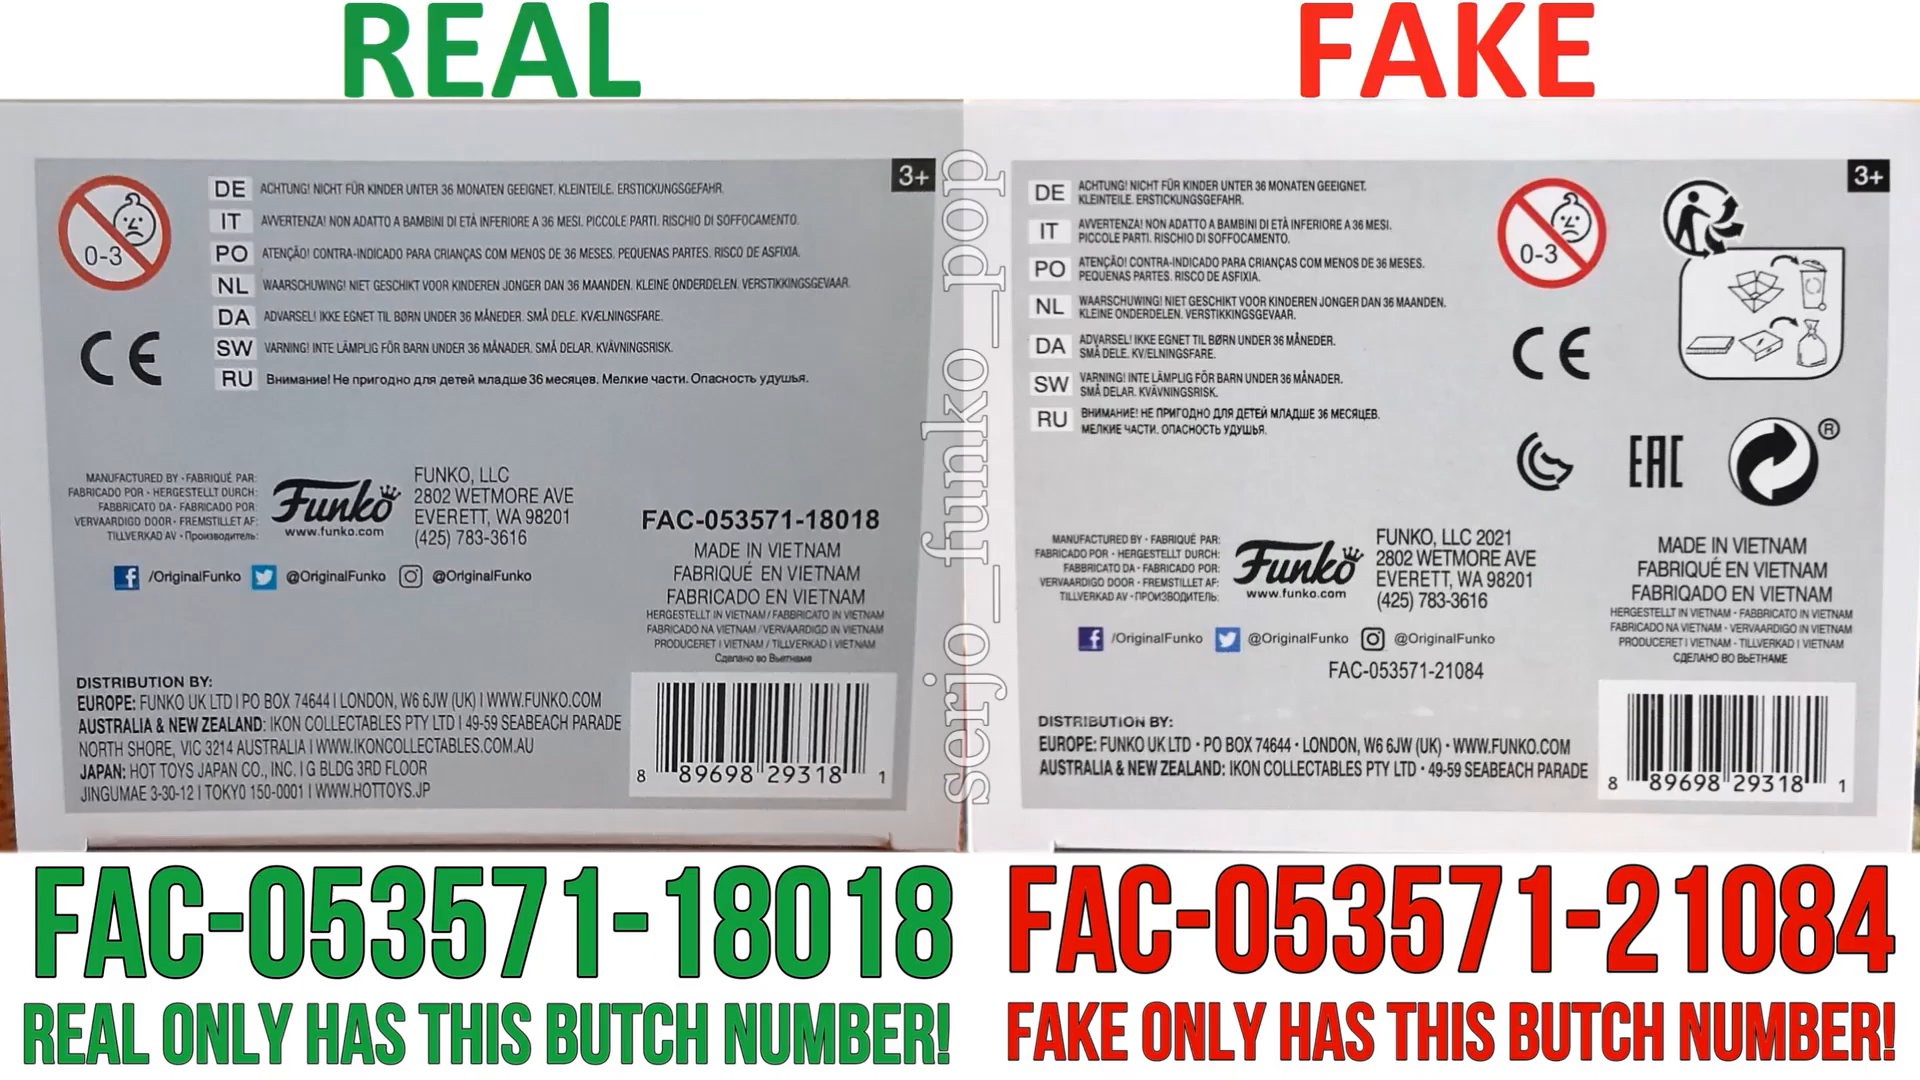 REAL
FAKE
3+
0-3
DE ACHTUNG! NICHT FÜR KINDER UNTER 36 MONATEN GEEIGNET. KLEINTEILE. ERSTICKUNGSGEFAHR.
IT AVVERTENZA! NON ADATTO A BAMBINI DI ETÀ INFERIORE A 36 MESI. PICCOLE PARTI. RISCHIO DI SOFFOCAMENTO.
PO ATENÇÃO! CONTRA-INDICADO PARA CRIANÇAS COM MENOS DE 36 MESES. PEQUENAS PARTES. RISCO DE ASFIXIA.
NL WAARSCHUWING! NIET GESCHIKT VOOR KINDEREN JONGER DAN 36 MAANDEN. KLEINE ONDERDELEN. VERSTIKKINGSGEVAAR.
DA ADVARSEL! IKKE EGNET TIL BØRN UNDER 36 MÅNEDER. SMÅ DELE. KVÆLNINGSFARE.
SW VARNING! INTE LÄMPLIG FÖR BARN UNDER 36 MÅNADER. SMÅ DELAR. KVÄVNINGSRISK.
RU Внимание! Не пригодно для детей младше 36 месяцев. Мелкие части. Опасность удушья.
CE
MANUFACTURED BY • FABRIQUÉ PAR:
FABRICADO POR • HERGESTELLT DURCH:
FABBRICATO DA • FABRICADO POR:
VERVAARDIGD DOOR • FREMSTILLET AF:
TILLVERKAD AV • Производитель:
Funko
www.funko.com
FUNKO, LLC
2802 WETMORE AVE
EVERETT, WA 98201
(425) 783-3616
/OriginalFunko @OriginalFunko @OriginalFunko
FAC-053571-18018
MADE IN VIETNAM
FABRIQUÉ EN VIETNAM
FABRICADO EN VIETNAM
HERGESTELLT IN VIETNAM / FABBRICATO IN VIETNAM
FABRICADO NA VIETNAM / VERVAARDIGD IN VIETNAM
PRODUCERET I VIETNAM / TILLVERKAD I VIETNAM
Сделано во Вьетнаме
DISTRIBUTION BY:
EUROPE: FUNKO UK LTD I PO BOX 74644 I LONDON, W6 6JW (UK) I WWW.FUNKO.COM
AUSTRALIA & NEW ZEALAND: IKON COLLECTABLES PTY LTD I 49-59 SEABEACH PARADE
NORTH SHORE, VIC 3214 AUSTRALIA I WWW.IKONCOLLECTABLES.COM.AU
JAPAN: HOT TOYS JAPAN CO., INC. I G BLDG 3RD FLOOR
JINGUMAE 3-30-12 I TOKYO 150-0001 I WWW.HOTTOYS.JP
8 89698 29318 1
serjo_funko_pop
3+
DE ACHTUNG! NICHT FÜR KINDER UNTER 36 MONATEN GEEIGNET.
KLEINTEILE. ERSTICKUNGSGEFAHR.
IT AVVERTENZA! NON ADATTO A BAMBINI DI ETÀ INFERIORE A 36 MESI.
PICCOLE PARTI. RISCHIO DI SOFFOCAMENTO.
PO ATENÇÃO! CONTRA-INDICADO PARA CRIANÇAS COM MENOS DE 36 MESES.
PEQUENAS PARTES. RISCO DE ASFIXIA.
NL WAARSCHUWING! NIET GESCHIKT VOOR KINDEREN JONGER DAN 36 MAANDEN.
KLEINE ONDERDELEN. VERSTIKKINGSGEVAAR.
DA ADVARSEL! IKKE EGNET TIL BØRN UNDER 36 MÅNEDER.
SMÅ DELE. KVÆLNINGSFARE.
SW VARNING! INTE LÄMPLIG FÖR BARN UNDER 36 MÅNADER.
SMÅ DELAR. KVÄVNINGSRISK.
RU ВНИМАНИЕ! НЕ ПРИГОДНО ДЛЯ ДЕТЕЙ МЛАДШЕ 36 МЕСЯЦЕВ.
МЕЛКИЕ ЧАСТИ. ОПАСНОСТЬ УДУШЬЯ.
0-3
CE
EAC
®
MANUFACTURED BY • FABRIQUÉ PAR:
FABRICADO POR • HERGESTELLT DURCH:
FABBRICATO DA • FABRICADO POR:
VERVAARDIGD DOOR • FREMSTILLET AF:
TILLVERKAD AV • ПРОИЗВОДИТЕЛЬ:
Funko
www.funko.com
FUNKO, LLC 2021
2802 WETMORE AVE
EVERETT, WA 98201
(425) 783-3616
/OriginalFunko @OriginalFunko @OriginalFunko
FAC-053571-21084
MADE IN VIETNAM
FABRIQUÉ EN VIETNAM
FABRIQADO EN VIETNAM
HERGESTELLT IN VIETNAM • FABBRICATO IN VIETNAM
FABRICADO NA VIETNAM • VERVAARDIGD IN VIETNAM
PRODUCERET I VIETNAM • TILLVERKAD I VIETNAM
СДЕЛАНО ВО ВЬЕТНАМЕ
DISTRIBUTION BY:
EUROPE: FUNKO UK LTD • PO BOX 74644 • LONDON, W6 6JW (UK) • WWW.FUNKO.COM
AUSTRALIA & NEW ZEALAND: IKON COLLECTABLES PTY LTD • 49-59 SEABEACH PARADE
8 89698 29318 1
FAC-053571-18018
REAL ONLY HAS THIS BUTCH NUMBER!
FAC-053571-21084
FAKE ONLY HAS THIS BUTCH NUMBER!